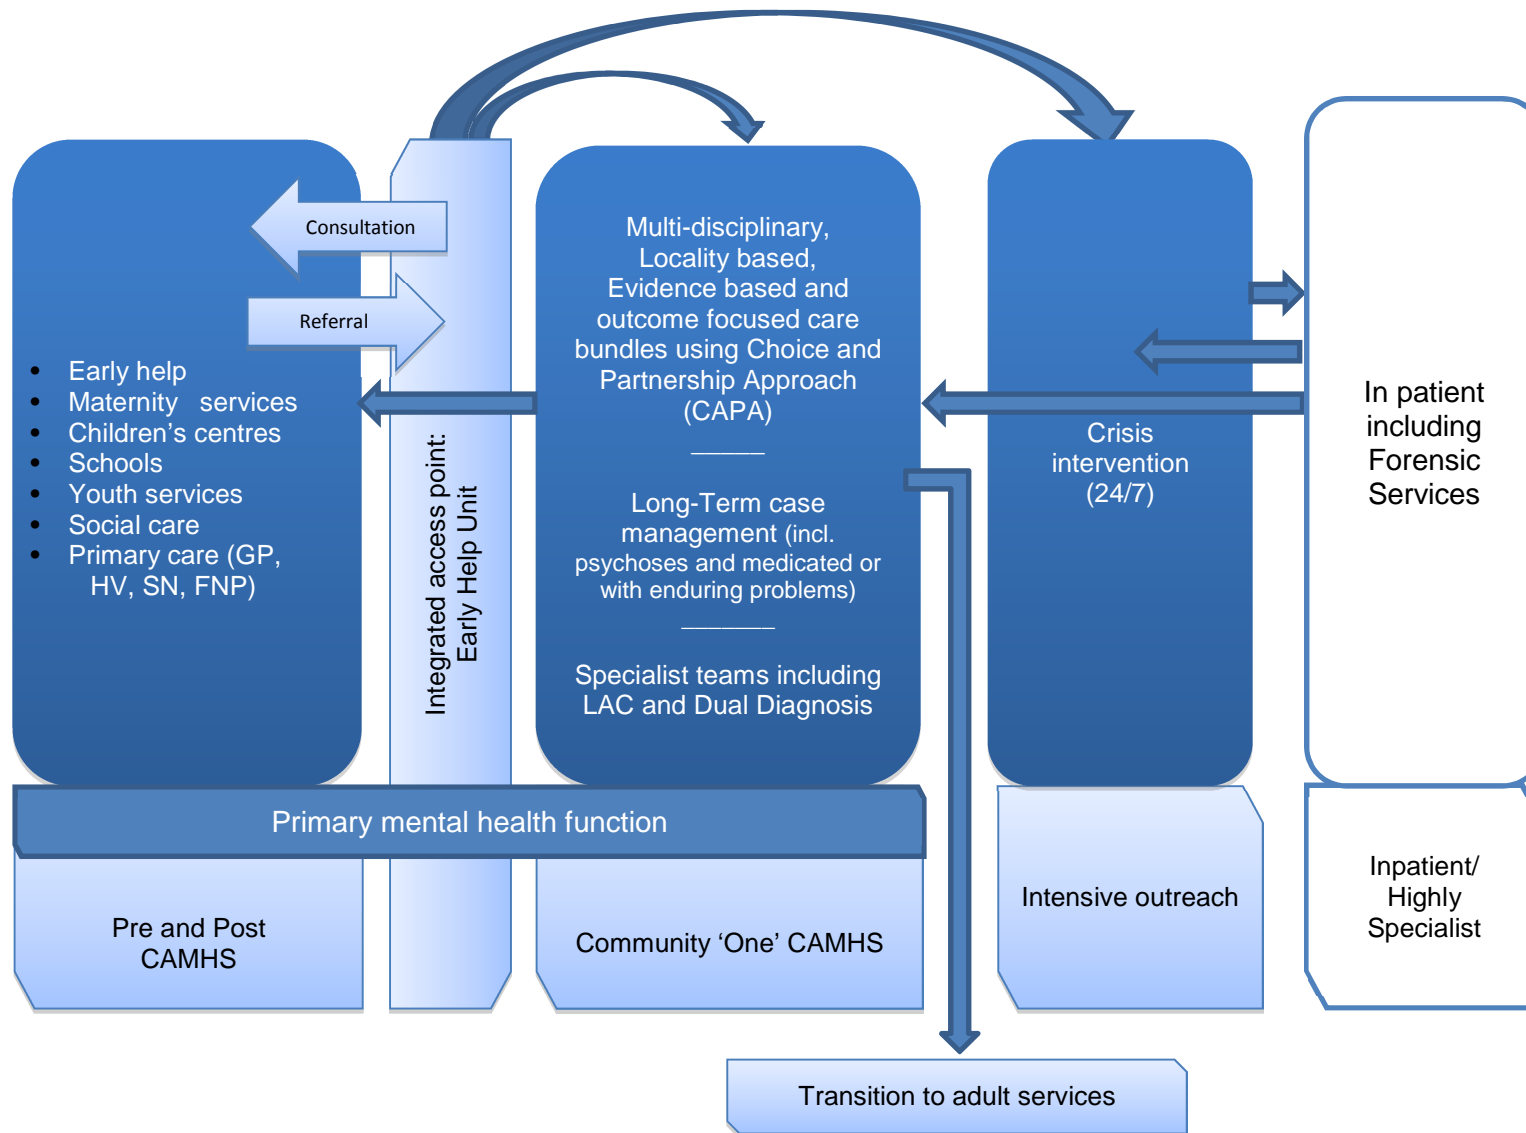 Consultation
Referral
• Early help
• Maternity services
• Children's centres
• Schools
• Youth services
• Social care
• Primary care (GP,
HV, SN, FNP)
Integrated access point:
Early Help Unit
Multi-disciplinary,
Locality based,
Evidence based and
outcome focused care
bundles using Choice and
Partnership Approach
(CAPA)
______
Long-Term case
management (incl.
psychoses and medicated or
with enduring problems)
_______
Specialist teams including
LAC and Dual Diagnosis
Crisis
intervention
(24/7)
In patient
including
Forensic
Services
Primary mental health function
Pre and Post
CAMHS
Community ‘One’ CAMHS
Intensive outreach
Inpatient/
Highly
Specialist
Transition to adult services